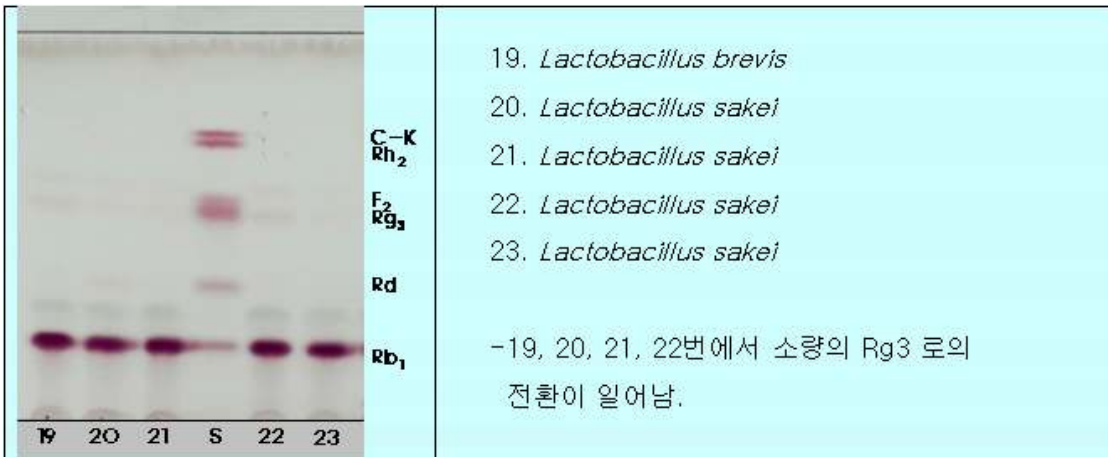 19. Lactobacillus brevis
20. Lactobacillus sakei
21. Lactobacillus sakei
22. Lactobacillus sakei
23. Lactobacillus sakei
-19, 20, 21, 22번에서 소량의 Rg3 로의
전환이 일어남.
C-K
Rh₂
F₂
Rg₃
Rd
Rb₁
19 20 21 S 22 23